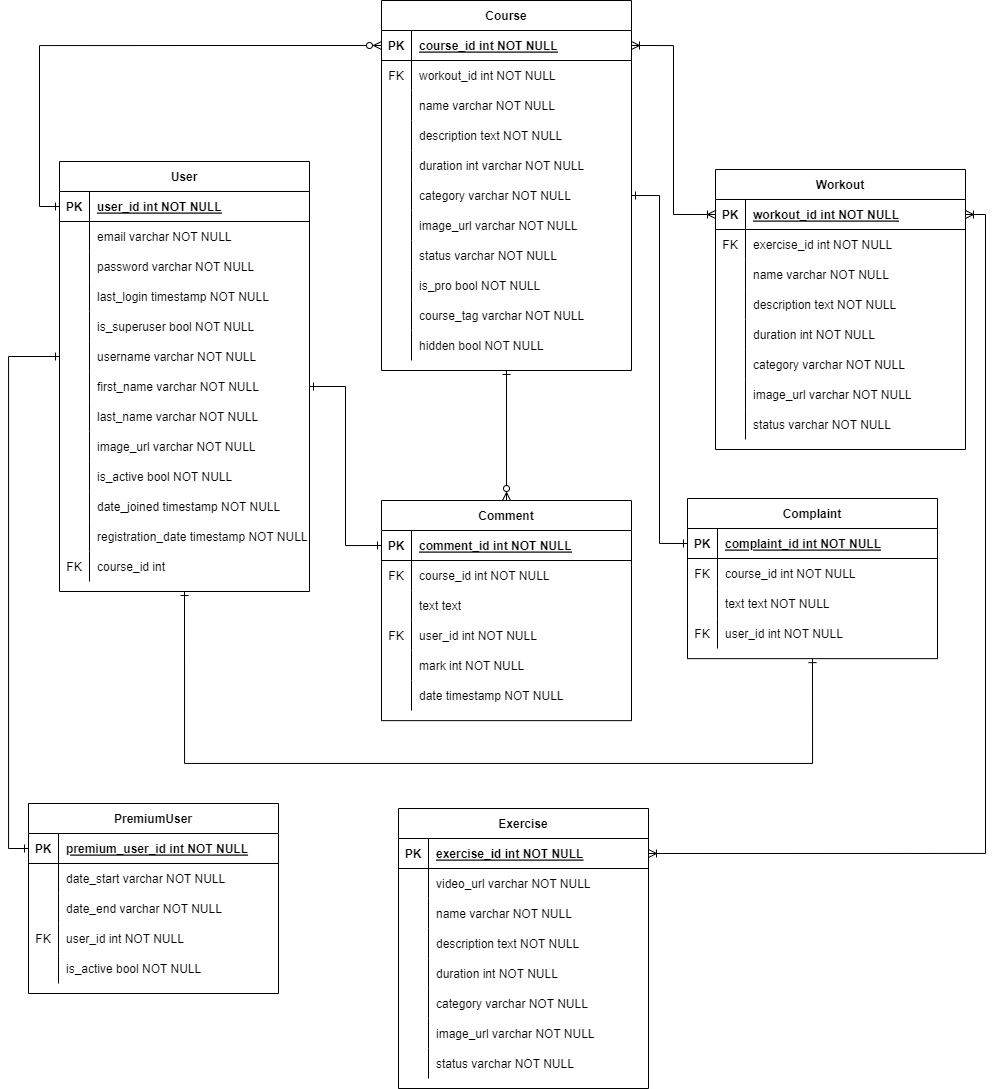 Course
PK course_id int NOT NULL
FK workout_id int NOT NULL
name varchar NOT NULL
description text NOT NULL
duration int varchar NOT NULL
category varchar NOT NULL
image_url varchar NOT NULL
status varchar NOT NULL
is_pro bool NOT NULL
course_tag varchar NOT NULL
hidden bool NOT NULL
User
PK user_id int NOT NULL
email varchar NOT NULL
password varchar NOT NULL
last_login timestamp NOT NULL
is_superuser bool NOT NULL
username varchar NOT NULL
first_name varchar NOT NULL
last_name varchar NOT NULL
image_url varchar NOT NULL
is_active bool NOT NULL
date_joined timestamp NOT NULL
registration_date timestamp NOT NULL
FK course_id int
Workout
PK workout_id int NOT NULL
FK exercise_id int NOT NULL
name varchar NOT NULL
description text NOT NULL
duration int NOT NULL
category varchar NOT NULL
image_url varchar NOT NULL
status varchar NOT NULL
Comment
PK comment_id int NOT NULL
FK course_id int NOT NULL
text text
FK user_id int NOT NULL
mark int NOT NULL
date timestamp NOT NULL
Complaint
PK complaint_id int NOT NULL
FK course_id int NOT NULL
text text NOT NULL
FK user_id int NOT NULL
PremiumUser
PK premium_user_id int NOT NULL
date_start varchar NOT NULL
date_end varchar NOT NULL
FK user_id int NOT NULL
is_active bool NOT NULL
Exercise
PK exercise_id int NOT NULL
video_url varchar NOT NULL
name varchar NOT NULL
description text NOT NULL
duration int NOT NULL
category varchar NOT NULL
image_url varchar NOT NULL
status varchar NOT NULL